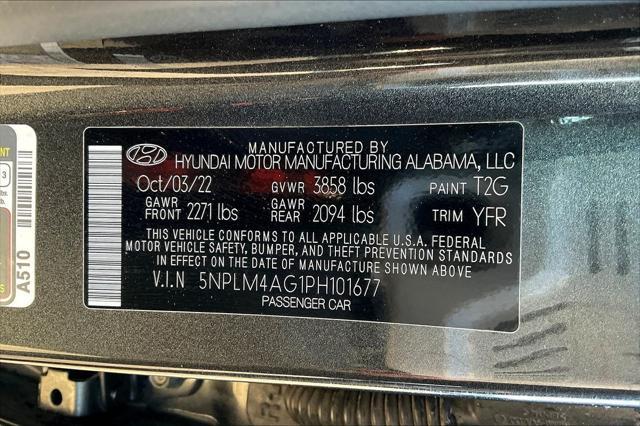 MANUFACTURED BY
HYUNDAI MOTOR MANUFACTURING ALABAMA, LLC
Oct/03/22 GVWR 3858 lbs PAINT T2G
GAWR FRONT 2271 lbs GAWR REAR 2094 lbs TRIM YFR
THIS VEHICLE CONFORMS TO ALL APPLICABLE U.S.A. FEDERAL
MOTOR VEHICLE SAFETY, BUMPER, AND THEFT PREVENTION STANDARDS
IN EFFECT ON THE DATE OF MANUFACTURE SHOWN ABOVE
V.I.N 5NPLM4AG1PH101677
PASSENGER CAR
3
A510